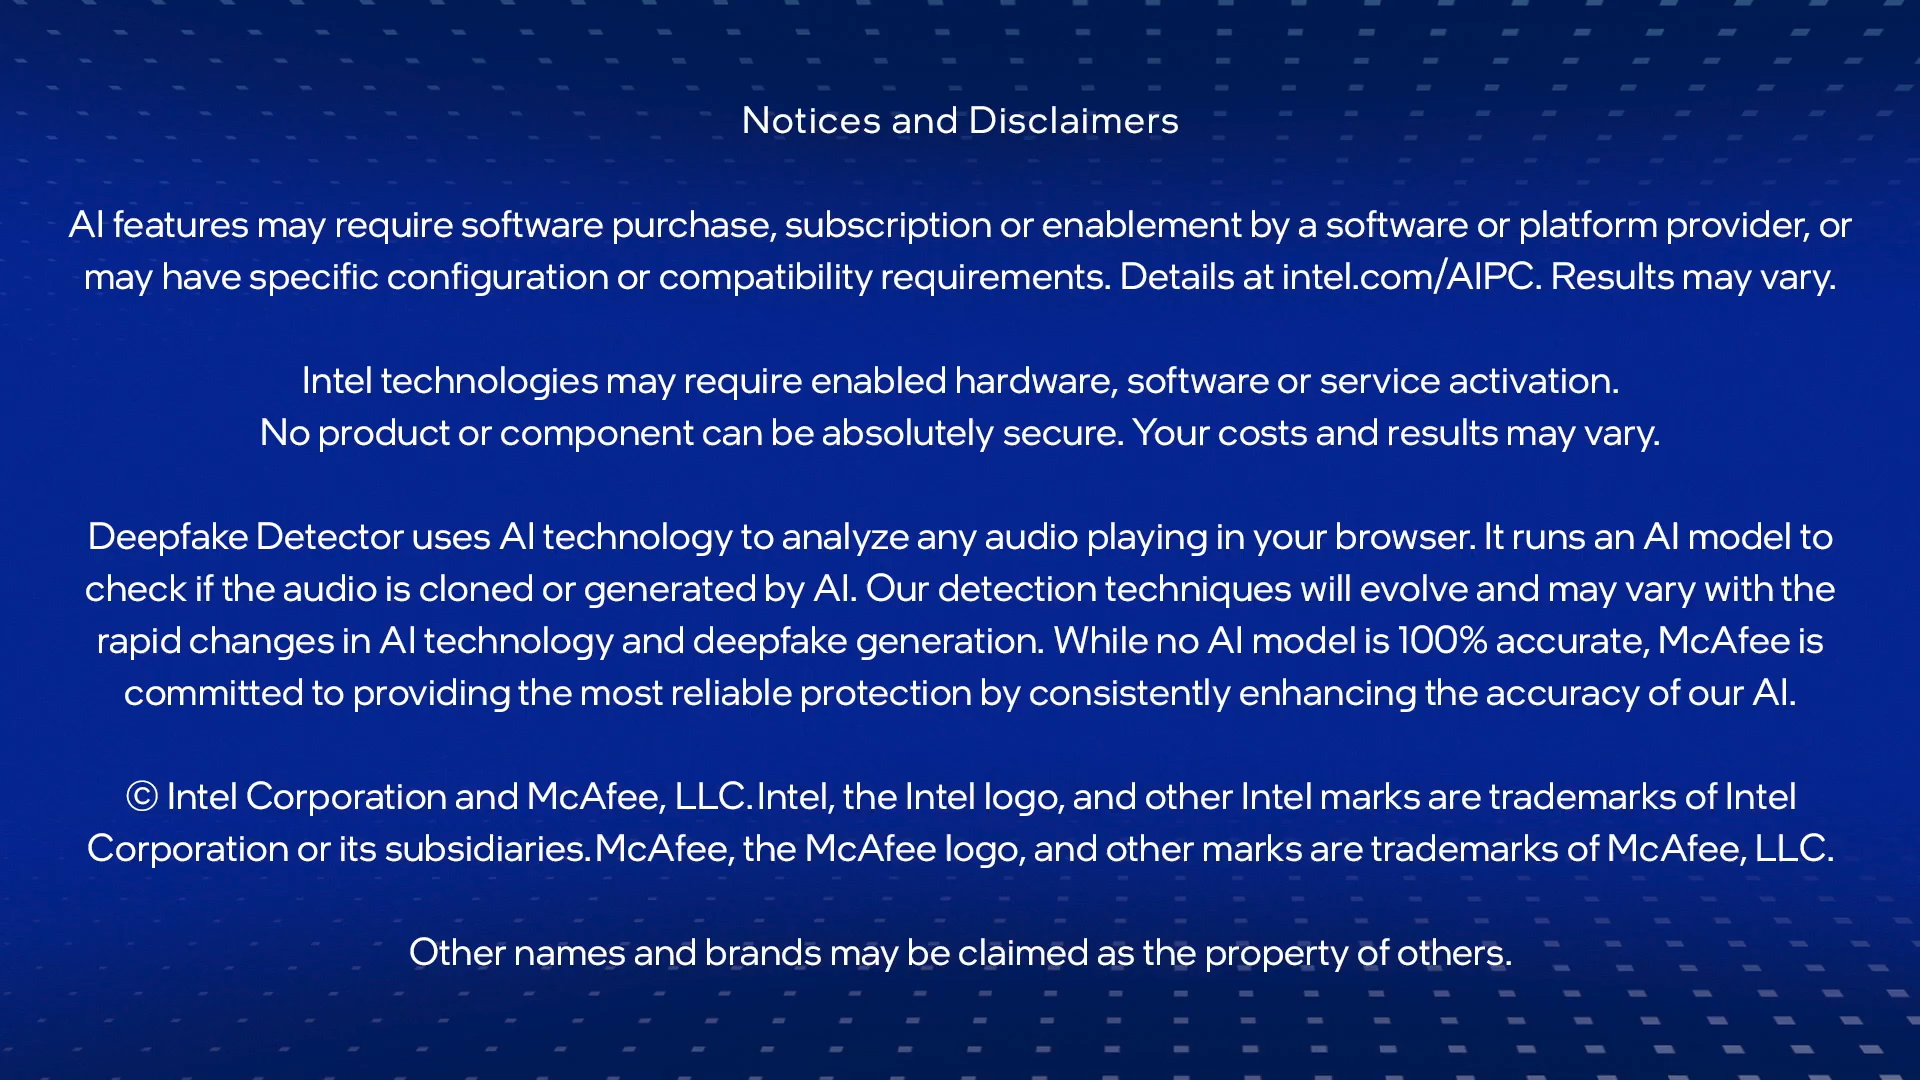 Notices and Disclaimers
AI features may require software purchase, subscription or enablement by a software or platform provider, or
may have specific configuration or compatibility requirements. Details at intel.com/AIPC. Results may vary.
Intel technologies may require enabled hardware, software or service activation.
No product or component can be absolutely secure. Your costs and results may vary.
Deepfake Detector uses AI technology to analyze any audio playing in your browser. It runs an AI model to
check if the audio is cloned or generated by AI. Our detection techniques will evolve and may vary with the
rapid changes in AI technology and deepfake generation. While no AI model is 100% accurate, McAfee is
committed to providing the most reliable protection by consistently enhancing the accuracy of our AI.
© Intel Corporation and McAfee, LLC. Intel, the Intel logo, and other Intel marks are trademarks of Intel
Corporation or its subsidiaries. McAfee, the McAfee logo, and other marks are trademarks of McAfee, LLC.
Other names and brands may be claimed as the property of others.